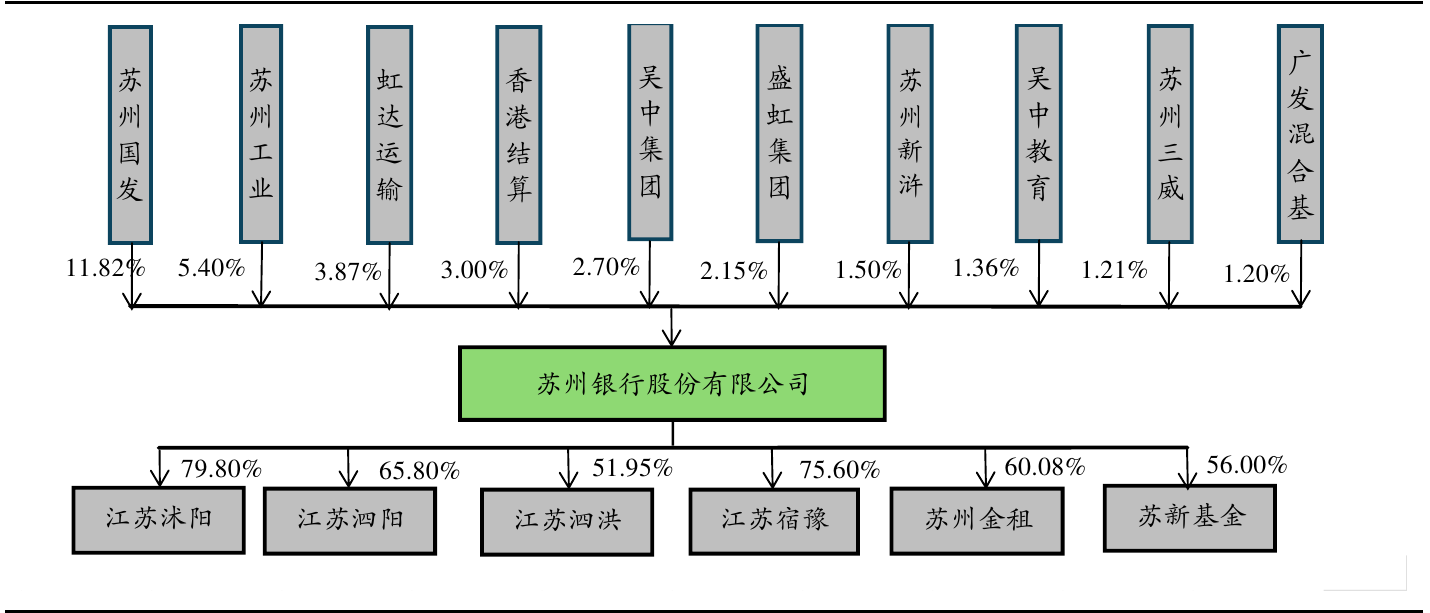 苏州国发
苏州工业
虹达运输
香港结算
吴中集团
盛虹集团
苏州新浒
吴中教育
苏州三威
广发混合基
11.82%
5.40%
3.87%
3.00%
2.70%
2.15%
1.50%
1.36%
1.21%
1.20%
苏州银行股份有限公司
79.80%
65.80%
51.95%
75.60%
60.08%
56.00%
江苏沭阳
江苏泗阳
江苏泗洪
江苏宿豫
苏州金租
苏新基金